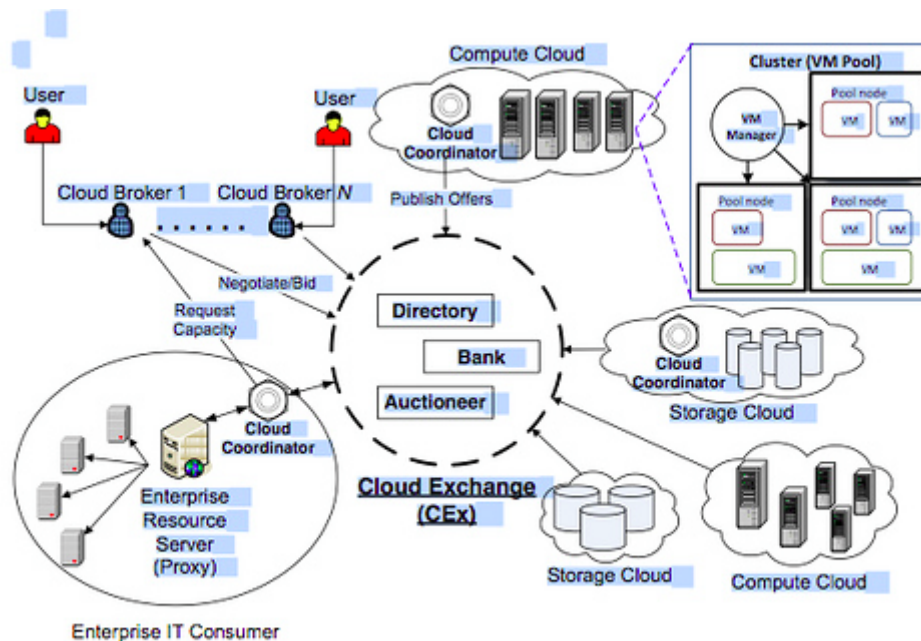 Compute Cloud
Cluster (VM Pool)
User
User
Pool node
VM
Manager
VM
VM
Cloud
Coordinator
Cloud Broker 1
Cloud Broker N
Publish Offers
Pool node
Pool node
VM
VM
VM
VM
VM
Negotiate/Bid
Request
Capacity
Directory
Bank
Auctioneer
Cloud
Coordinator
Storage Cloud
Cloud
Coordinator
Enterprise
Resource
Server
(Proxy)
Cloud Exchange
(CEx)
Storage Cloud
Compute Cloud
Enterprise IT Consumer